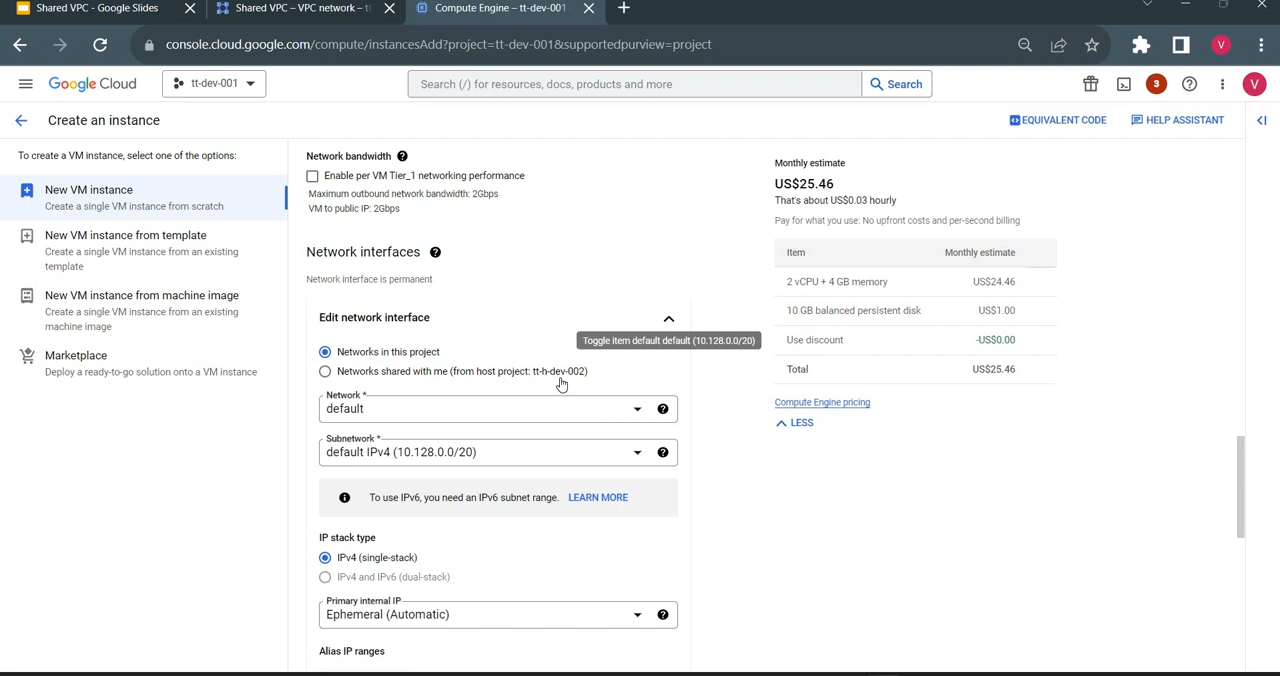 Shared VPC - Google Slides
Shared VPC – VPC network – tt
Compute Engine – tt-dev-001
console.cloud.google.com/compute/instancesAdd?project=tt-dev-001&supportedpurview=project
V
Google Cloud
tt-dev-001
Search (/) for resources, docs, products and more
Search
3
V
Create an instance
EQUIVALENT CODE
HELP ASSISTANT
To create a VM instance, select one of the options:
New VM instance
Create a single VM instance from scratch
New VM instance from template
Create a single VM instance from an existing
template
New VM instance from machine image
Create a single VM instance from an existing
machine image
Marketplace
Deploy a ready-to-go solution onto a VM instance
Network bandwidth
Enable per VM Tier_1 networking performance
Maximum outbound network bandwidth: 2Gbps
VM to public IP: 2Gbps
Network interfaces
Network interface is permanent
Edit network interface
Toggle item default default (10.128.0.0/20)
Networks in this project
Networks shared with me (from host project: tt-h-dev-002)
Network *
default
Subnetwork *
default IPv4 (10.128.0.0/20)
To use IPv6, you need an IPv6 subnet range. LEARN MORE
IP stack type
IPv4 (single-stack)
IPv4 and IPv6 (dual-stack)
Primary internal IP
Ephemeral (Automatic)
Alias IP ranges
Monthly estimate
US$25.46
That's about US$0.03 hourly
Pay for what you use: No upfront costs and per-second billing
Item Monthly estimate
2 vCPU + 4 GB memory US$24.46
10 GB balanced persistent disk US$1.00
Use discount -US$0.00
Total US$25.46
Compute Engine pricing
LESS